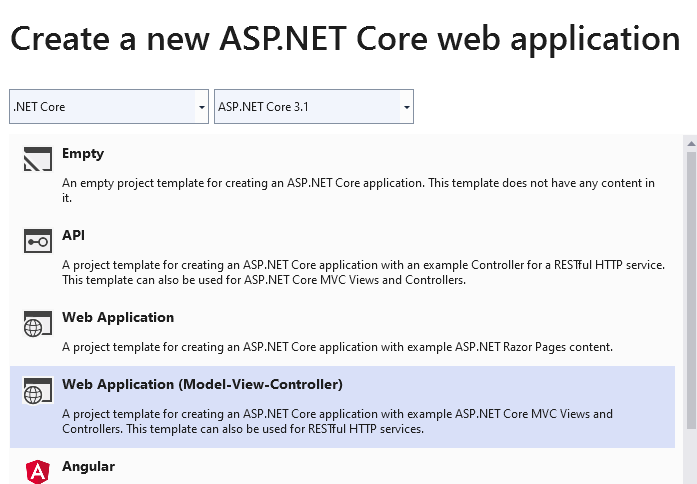 Create a new ASP.NET Core web application
.NET Core
ASP.NET Core 3.1
Empty
An empty project template for creating an ASP.NET Core application. This template does not have any content in
it.
API
A project template for creating an ASP.NET Core application with an example Controller for a RESTful HTTP service.
This template can also be used for ASP.NET Core MVC Views and Controllers.
Web Application
A project template for creating an ASP.NET Core application with example ASP.NET Razor Pages content.
Web Application (Model-View-Controller)
A project template for creating an ASP.NET Core application with example ASP.NET Core MVC Views and
Controllers. This template can also be used for RESTful HTTP services.
Angular